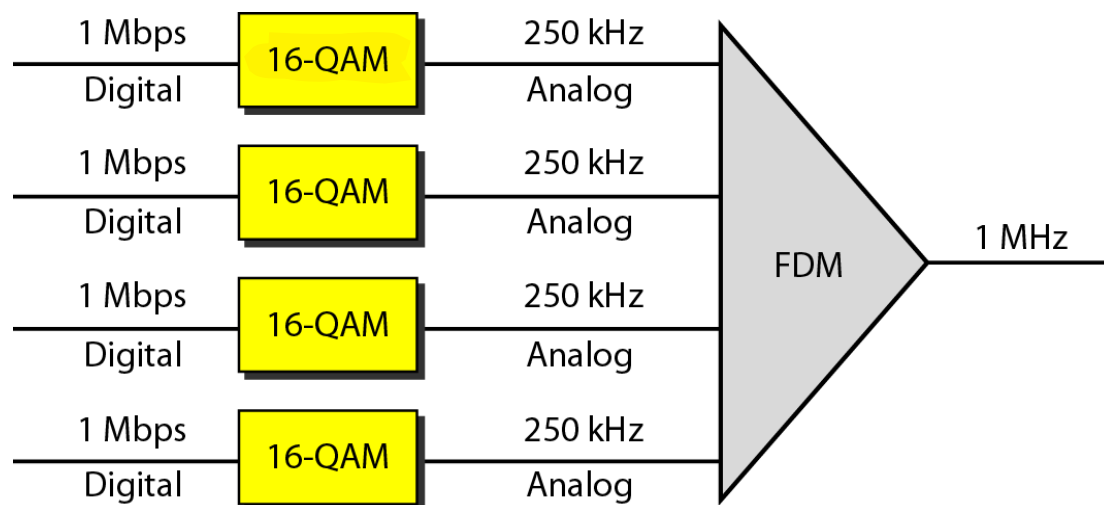 1 Mbps
Digital
16-QAM
250 kHz
Analog
1 Mbps
Digital
16-QAM
250 kHz
Analog
FDM
1 MHz
1 Mbps
Digital
16-QAM
250 kHz
Analog
1 Mbps
Digital
16-QAM
250 kHz
Analog